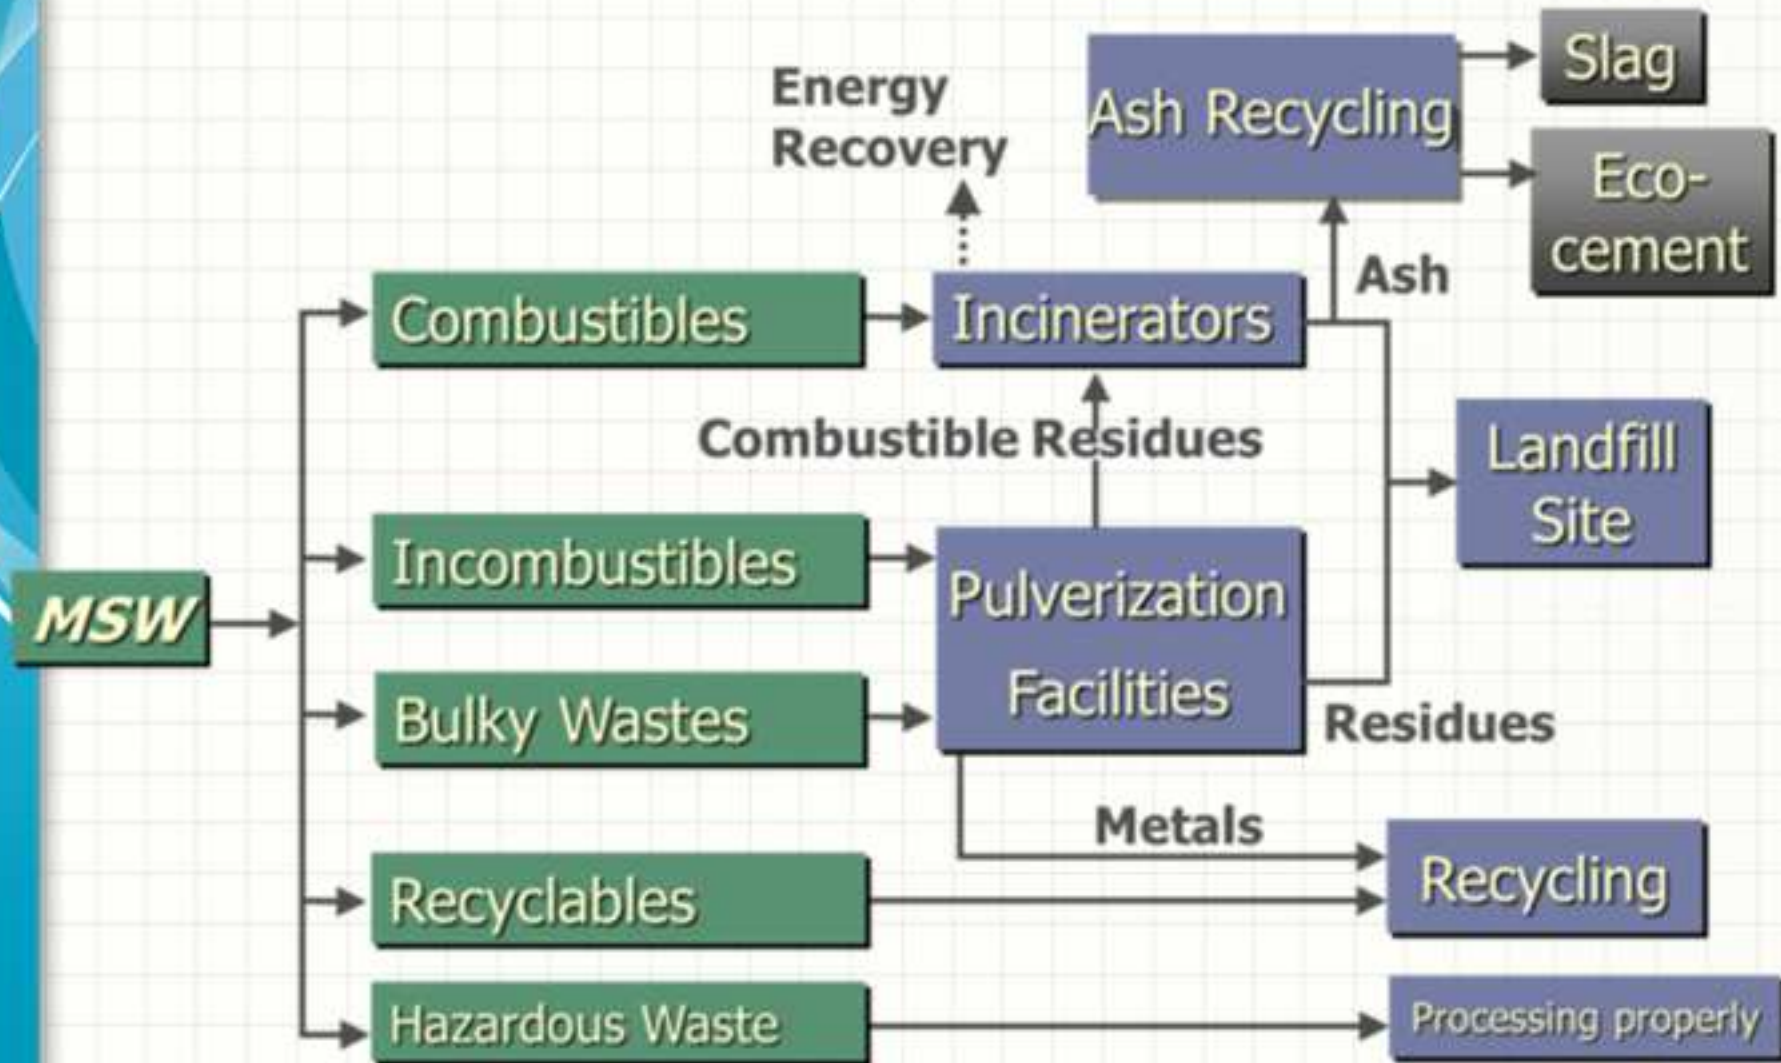 Energy
Recovery
Ash Recycling
Slag
Eco-
cement
Combustibles
Incinerators
Ash
Combustible Residues
Landfill
Site
Incombustibles
Pulverization
Facilities
MSW
Bulky Wastes
Residues
Metals
Recyclables
Recycling
Hazardous Waste
Processing properly